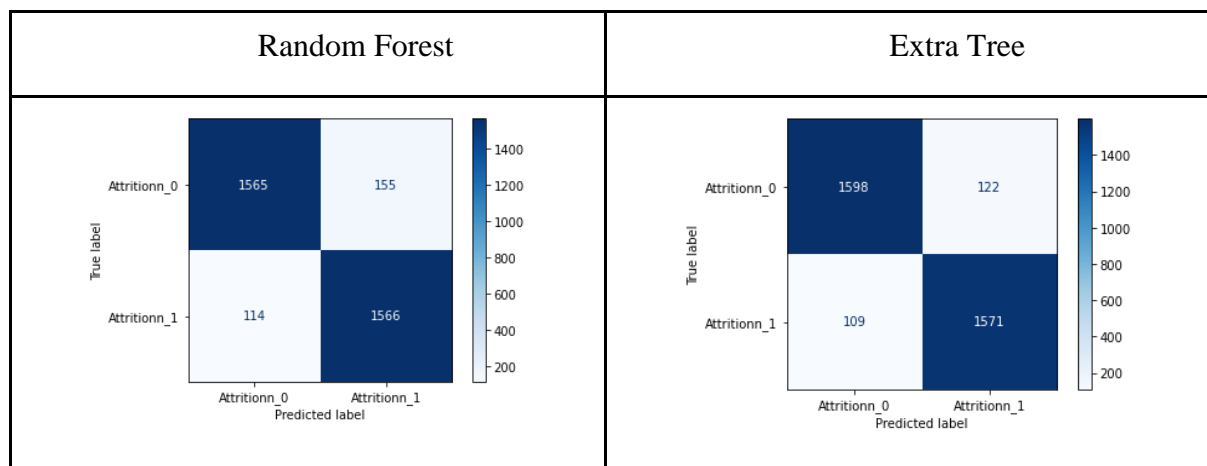 Random Forest
Extra Tree
Attritionn_0
1565
155
1400
1200
1000
True label
800
600
Attritionn_1
114
1566
400
200
Attritionn_0
Attritionn_1
Predicted label
Attritionn_0
1598
122
1400
1200
1000
True label
800
600
Attritionn_1
109
1571
400
200
Attritionn_0
Attritionn_1
Predicted label